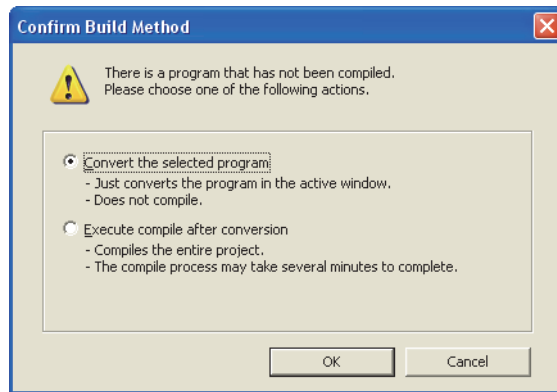 Confirm Build Method
There is a program that has not been compiled.
Please choose one of the following actions.
Convert the selected program
- Just converts the program in the active window.
- Does not compile.
Execute compile after conversion
- Compiles the entire project.
- The compile process may take several minutes to complete.
OK Cancel